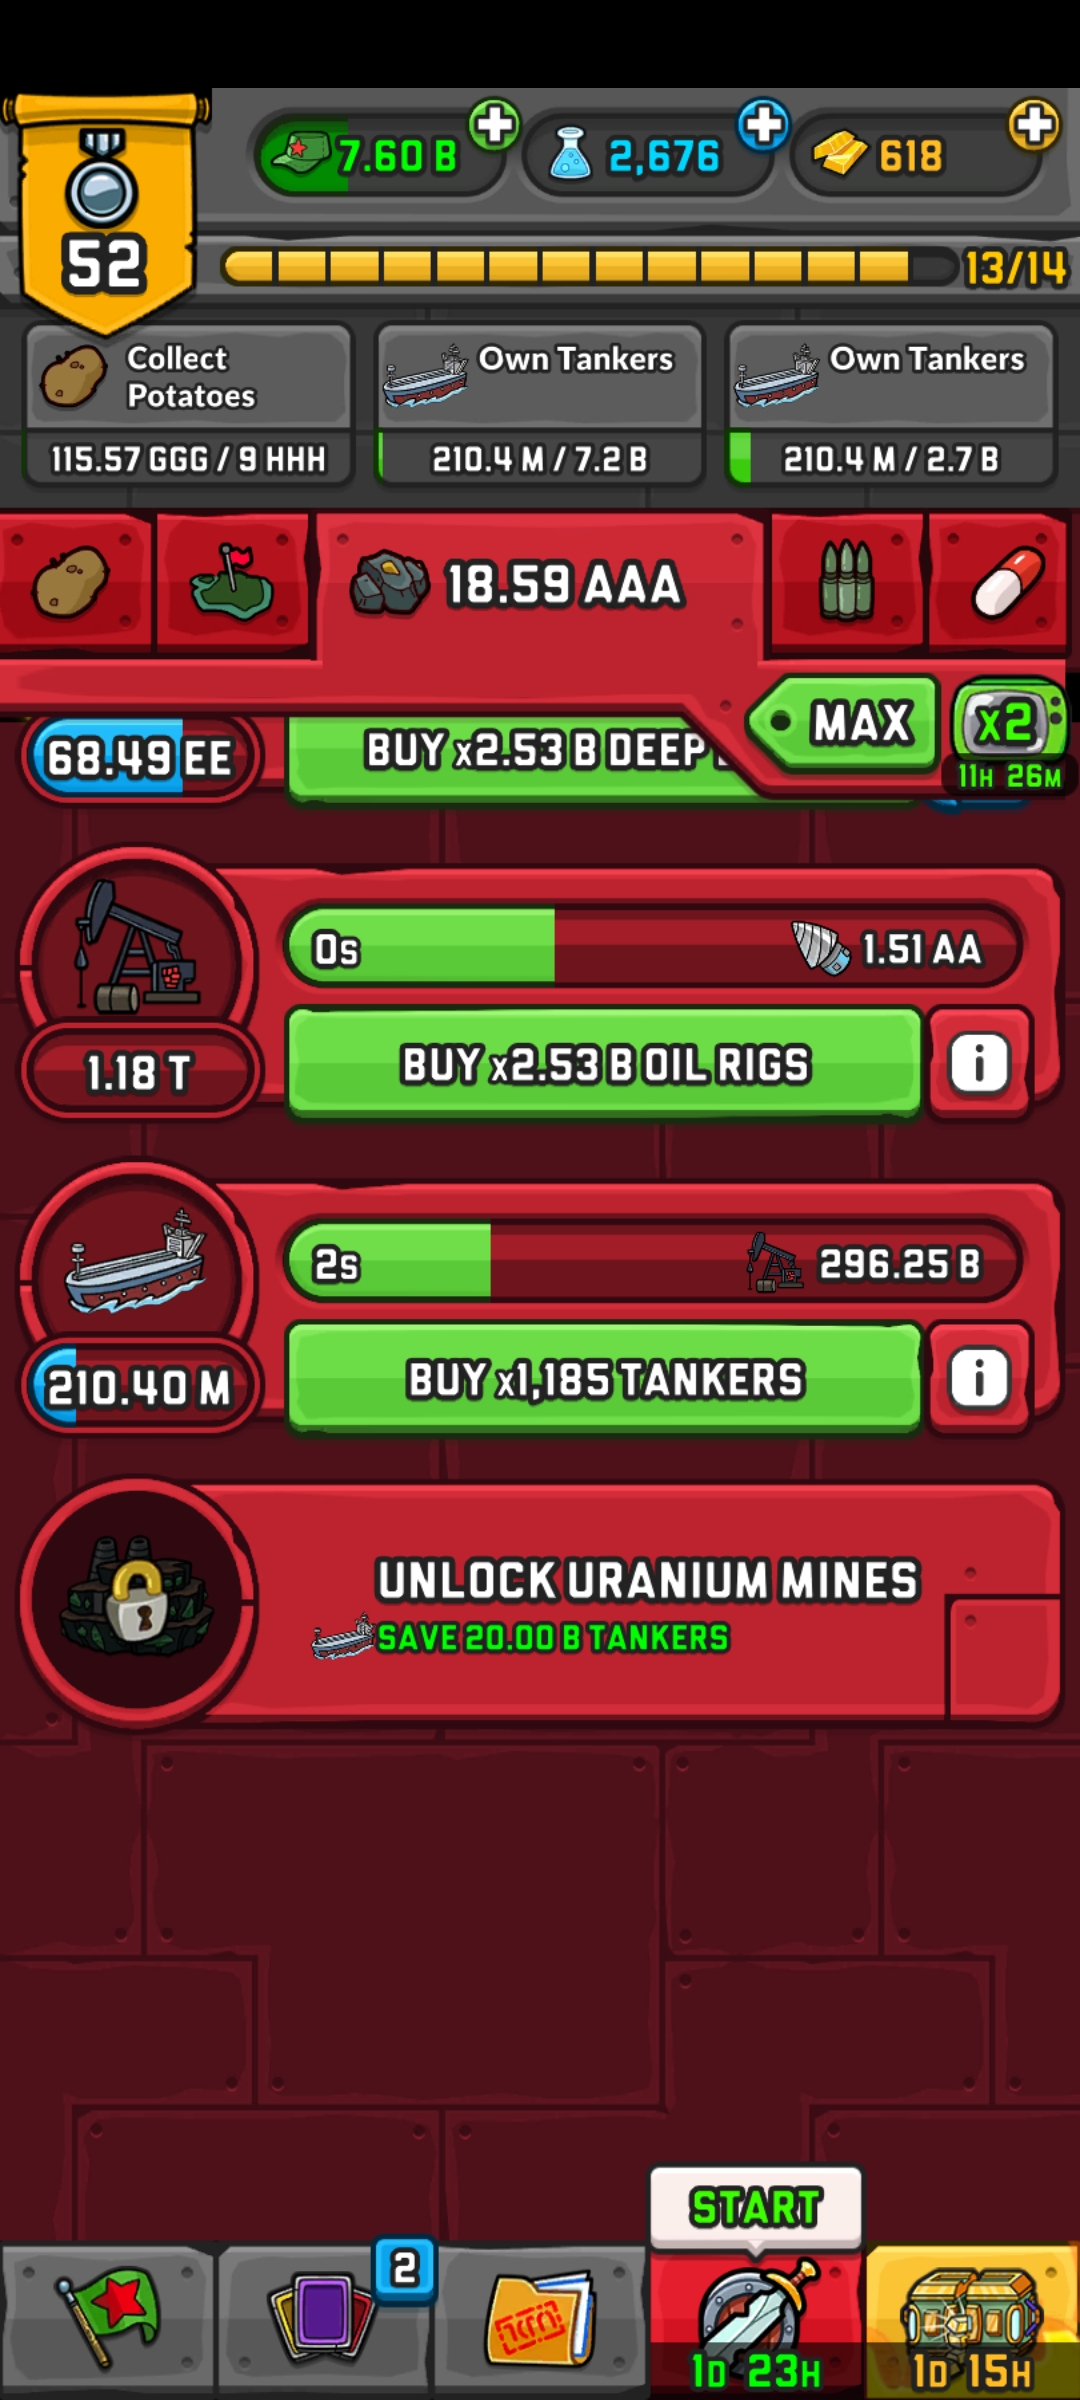 7.60 B
2,676
618
52
13/14
Collect
Potatoes
115.57 GGG / 9 HHH
Own Tankers
210.4 M / 7.2 B
Own Tankers
210.4 M / 2.7 B
18.59 AAA
MAX
x2
11H 26M
68.49 EE
BUY x2.53 B DEEP
0s
1.51 AA
1.18 T
BUY x2.53 B OIL RIGS
i
2s
296.25 B
210.40 M
BUY x1,185 TANKERS
i
UNLOCK URANIUM MINES
SAVE 20.00 B TANKERS
START
2
1D 23H
1D 15H